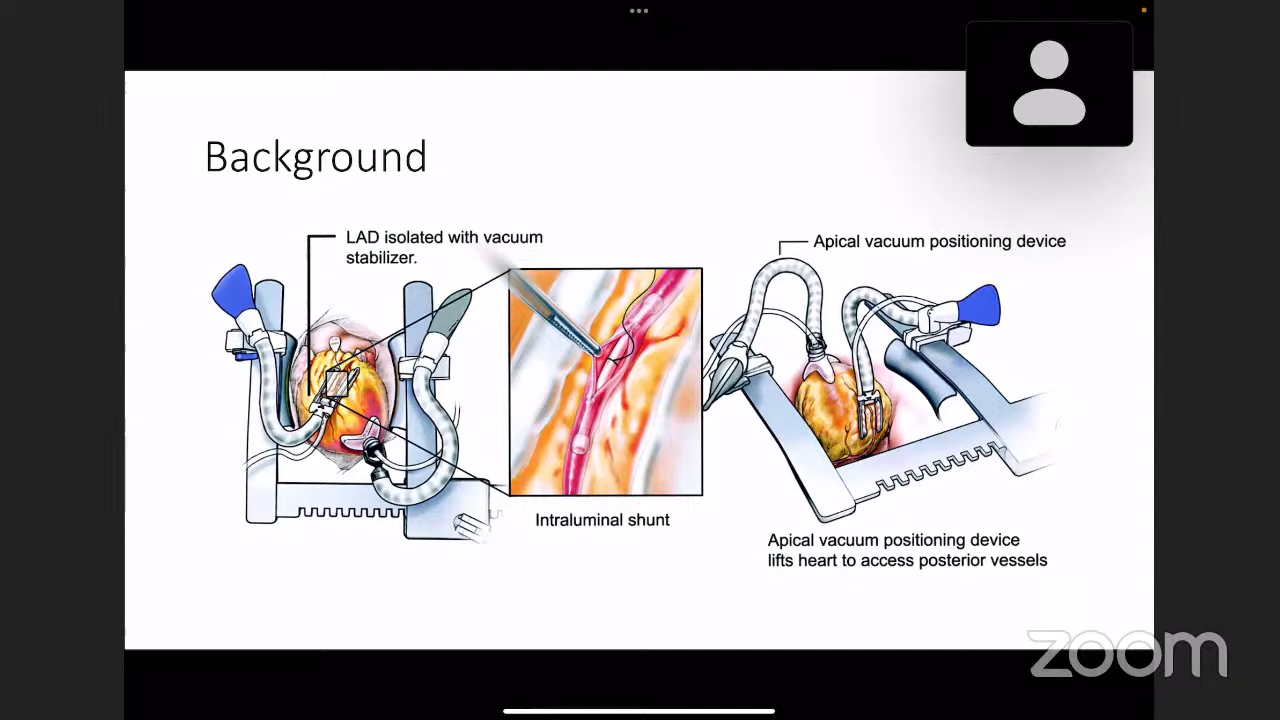 Background
LAD isolated with vacuum
stabilizer.
Apical vacuum positioning device
Intraluminal shunt
Apical vacuum positioning device
lifts heart to access posterior vessels
zoom